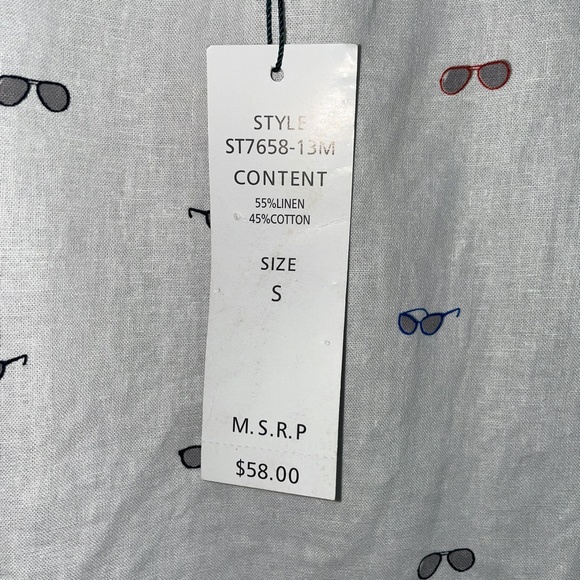 STYLE
ST7658-13M
CONTENT
55%LINEN
45%COTTON
SIZE
S
M.S.R.P
$58.00